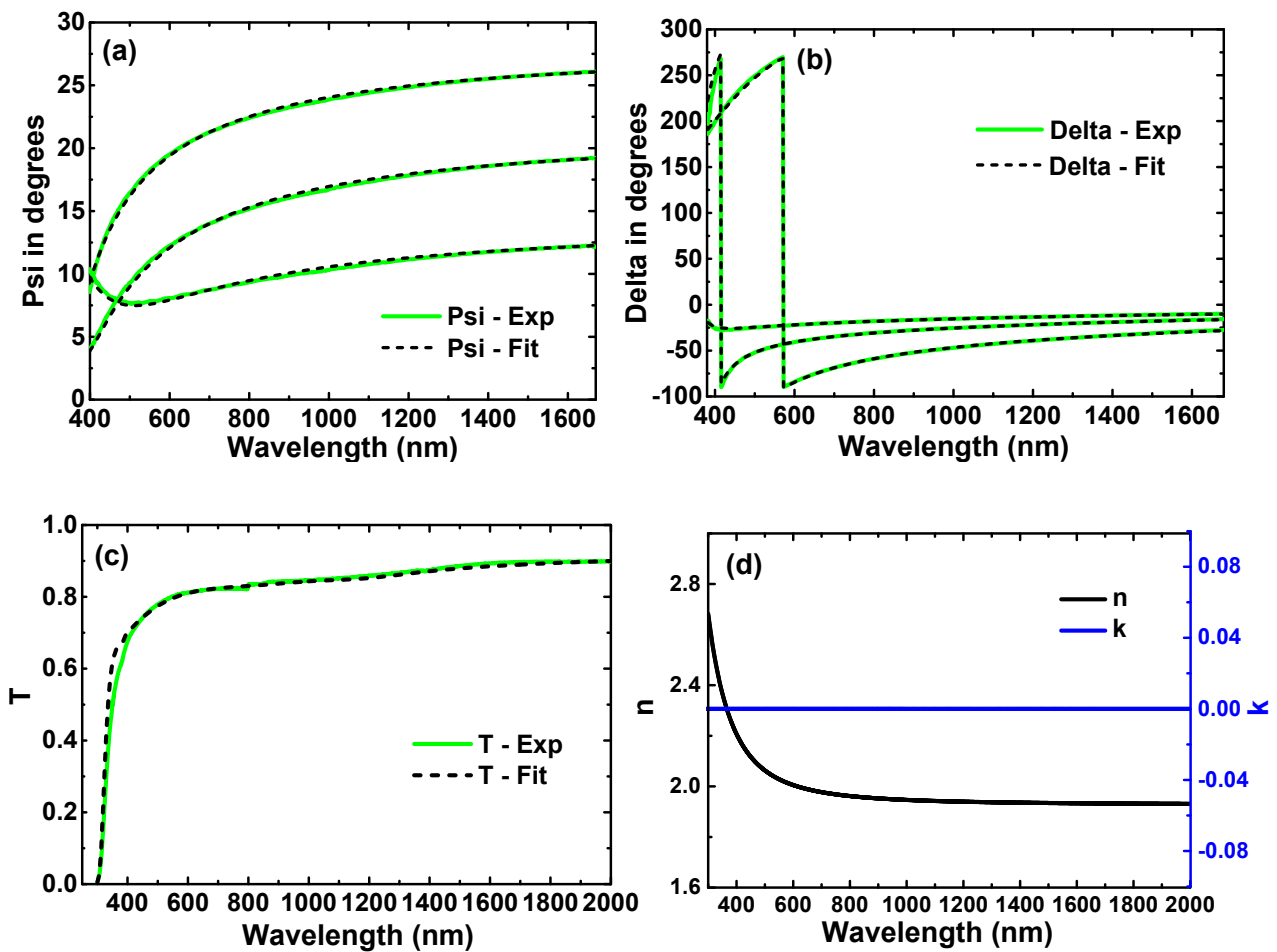 (a)
30
25
20
15
10
5
0
Psi in degrees
Psi - Exp
Psi - Fit
400 600 800 1000 1200 1400 1600
Wavelength (nm)
(b)
300
250
200
150
100
50
0
-50
-100
Delta in degrees
Delta - Exp
Delta - Fit
400 600 800 1000 1200 1400 1600
Wavelength (nm)
(c)
1.0
0.8
0.6
0.4
0.2
0.0
T
T - Exp
T - Fit
400 600 800 1000 1200 1400 1600 1800 2000
Wavelength (nm)
(d)
2.8
2.4
2.0
1.6
n
n
k
0.08
0.04
0.00
-0.04
-0.08
k
400 600 800 1000 1200 1400 1600 1800 2000
Wavelength (nm)